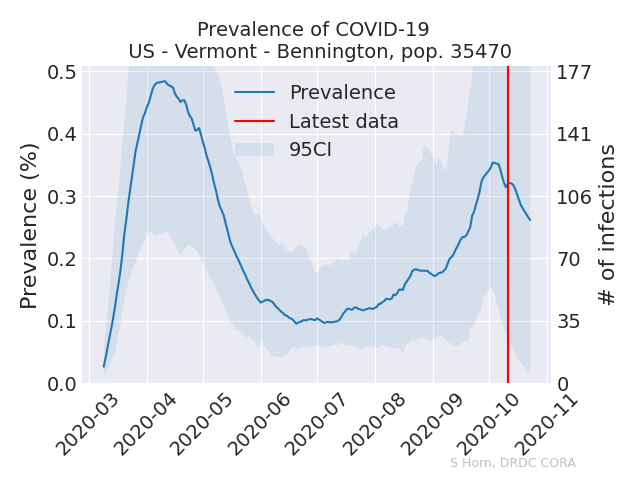 Prevalence of COVID-19
US - Vermont - Bennington, pop. 35470
Prevalence
Latest data
95CI
Prevalence (%)
0.5
0.4
0.3
0.2
0.1
0.0
177
141
106
70
35
0
# of infections
2020-03
2020-04
2020-05
2020-06
2020-07
2020-08
2020-09
2020-10
2020-11
S Horn, DRDC CORA